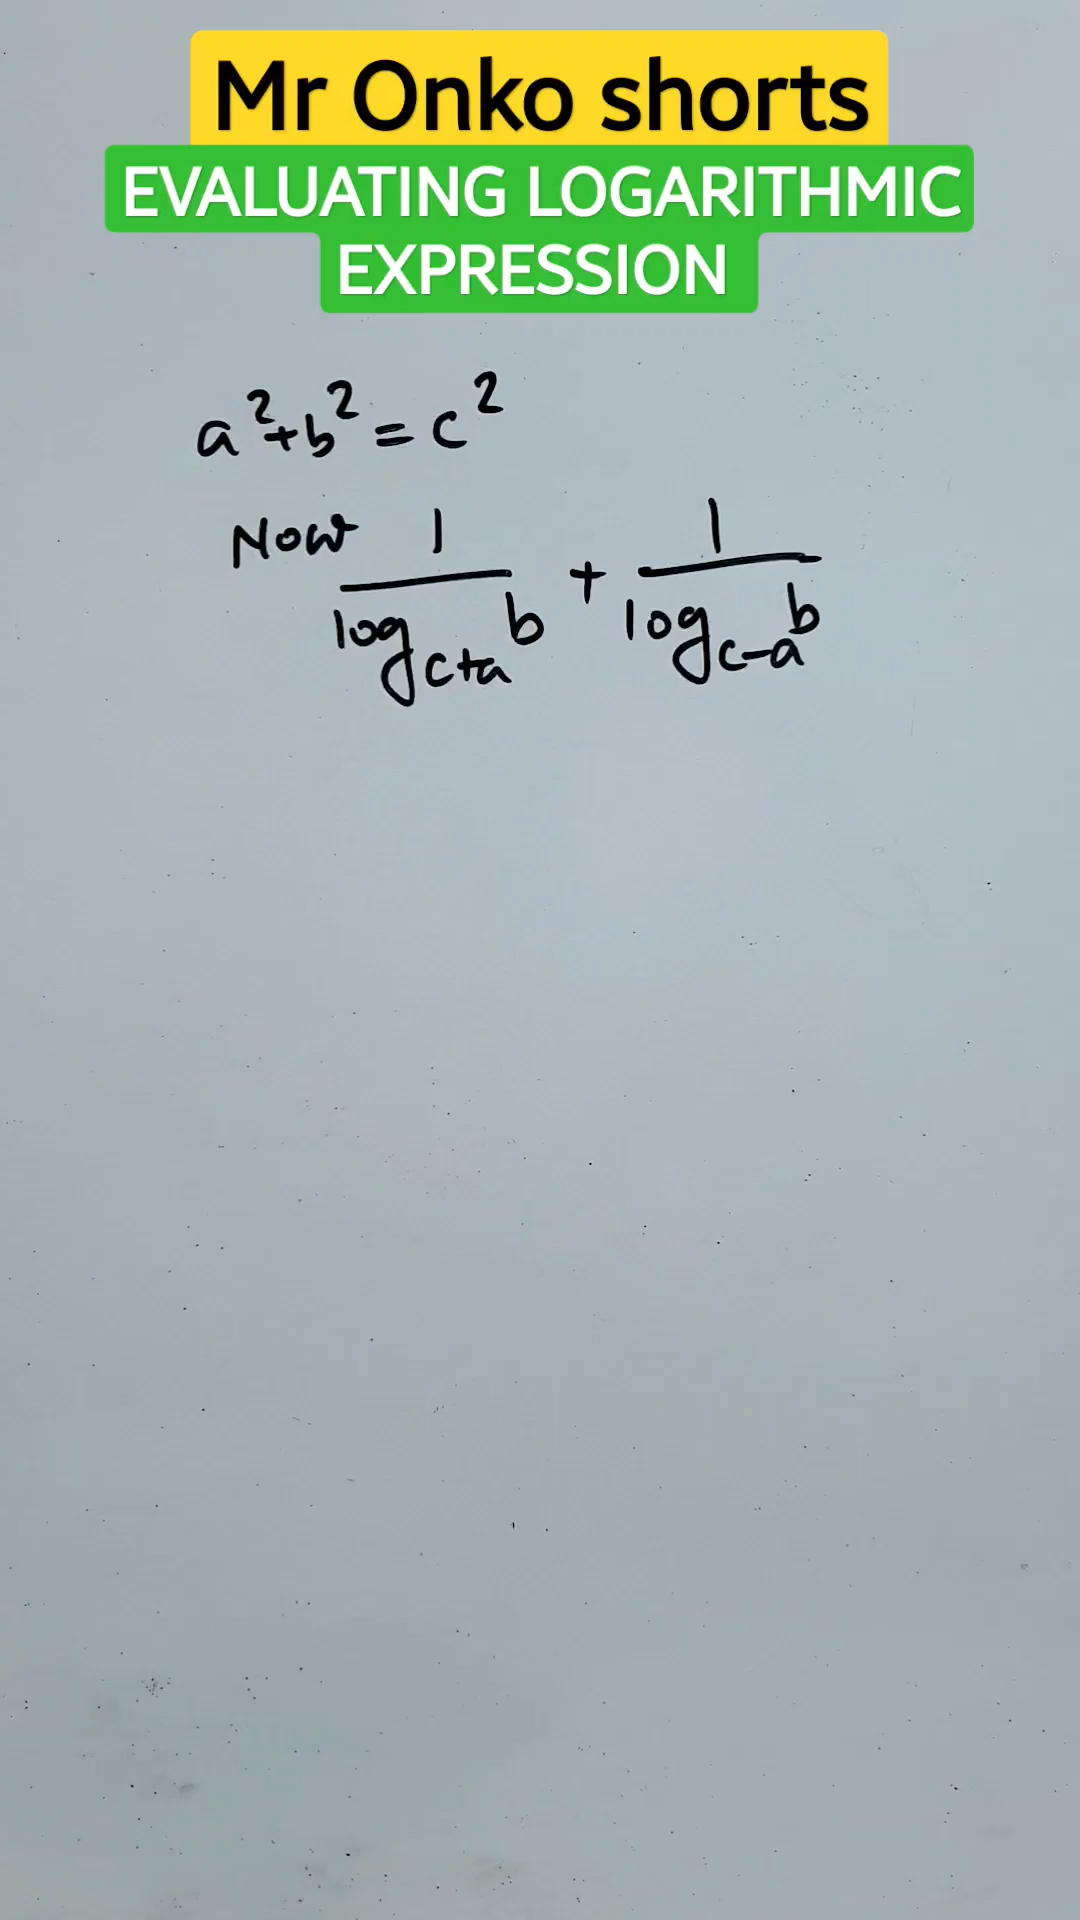 Mr Onko shorts
EVALUATING LOGARITHMIC
EXPRESSION
a²+b² = c²
Now 1/log_{c+a} b + 1/log_{c-a} b